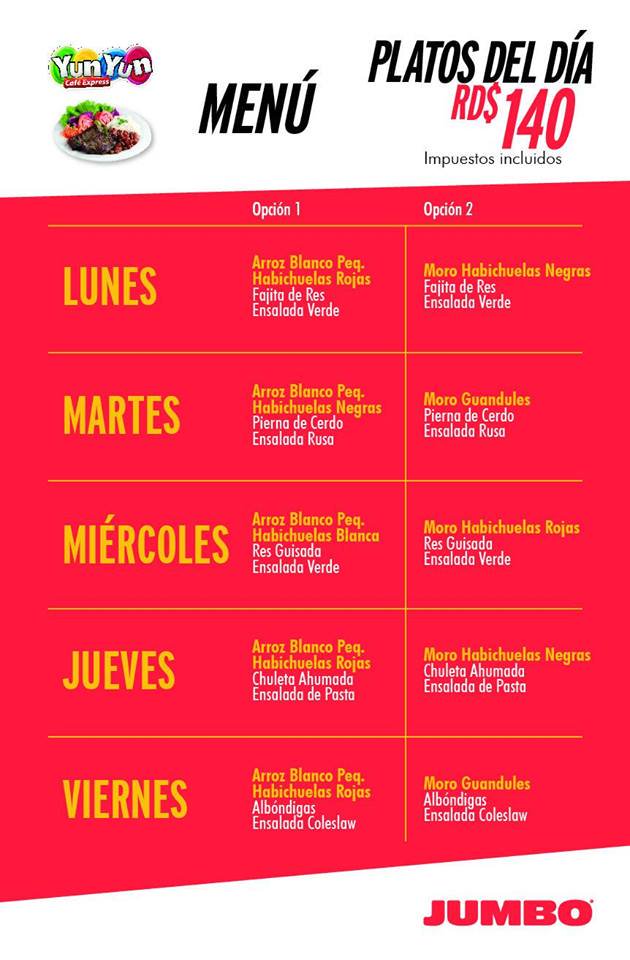 YunYun
Café Express
MENÚ
PLATOS DEL DÍA
RD$140
Impuestos incluidos
Opción 1
Opción 2
LUNES
Arroz Blanco Peq.
Habichuelas Rojas
Fajita de Res
Ensalada Verde
Moro Habichuelas Negras
Fajita de Res
Ensalada Verde
MARTES
Arroz Blanco Peq.
Habichuelas Negras
Pierna de Cerdo
Ensalada Rusa
Moro Guandules
Pierna de Cerdo
Ensalada Rusa
MIÉRCOLES
Arroz Blanco Peq.
Habichuelas Blanca
Res Guisada
Ensalada Verde
Moro Habichuelas Rojas
Res Guisada
Ensalada Verde
JUEVES
Arroz Blanco Peq.
Habichuelas Rojas
Chuleta Ahumada
Ensalada de Pasta
Moro Habichuelas Negras
Chuleta Ahumada
Ensalada de Pasta
VIERNES
Arroz Blanco Peq.
Habichuelas Rojas
Albóndigas
Ensalada Coleslaw
Moro Guandules
Albóndigas
Ensalada Coleslaw
JUMBO